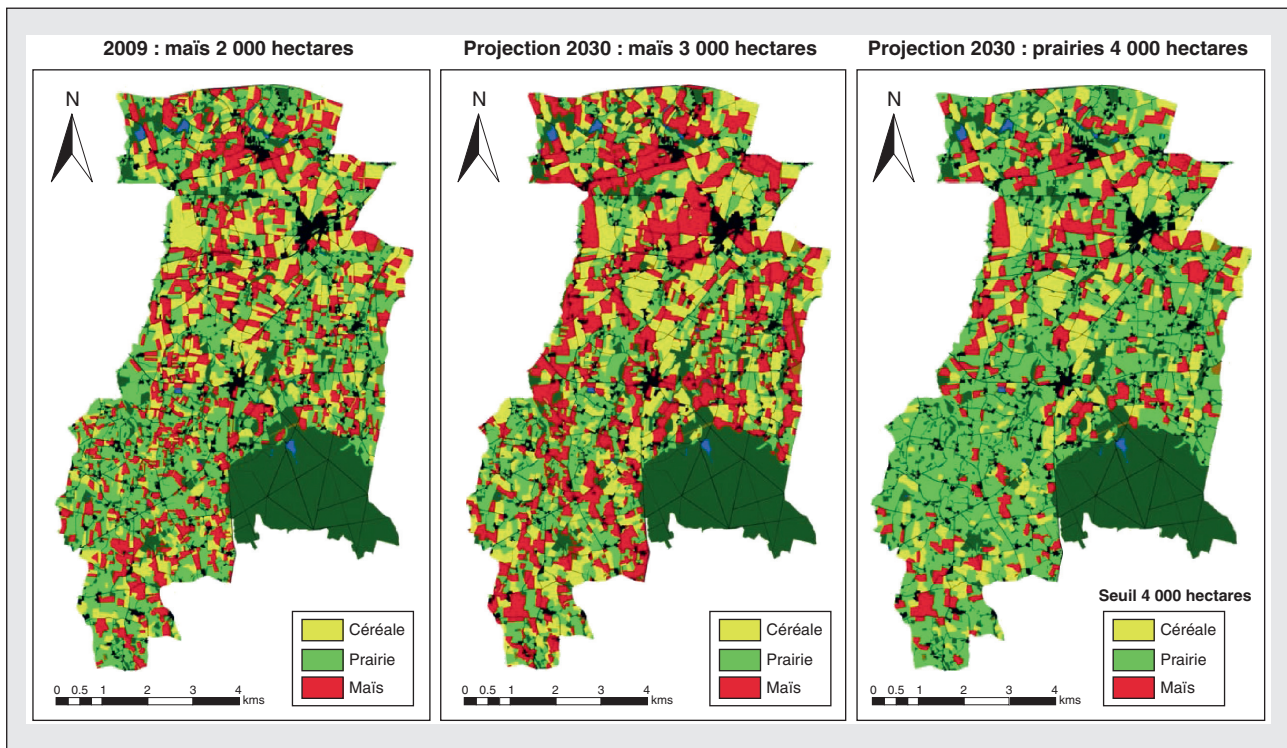 2009 : maïs 2 000 hectares
N
Céréale
Prairie
Maïs
0 0.5 1 2 3 4
kms
Projection 2030 : maïs 3 000 hectares
N
Céréale
Prairie
Maïs
0 0.5 1 2 3 4
kms
Projection 2030 : prairies 4 000 hectares
N
Seuil 4 000 hectares
Céréale
Prairie
Maïs
0 0.5 1 2 3 4
kms